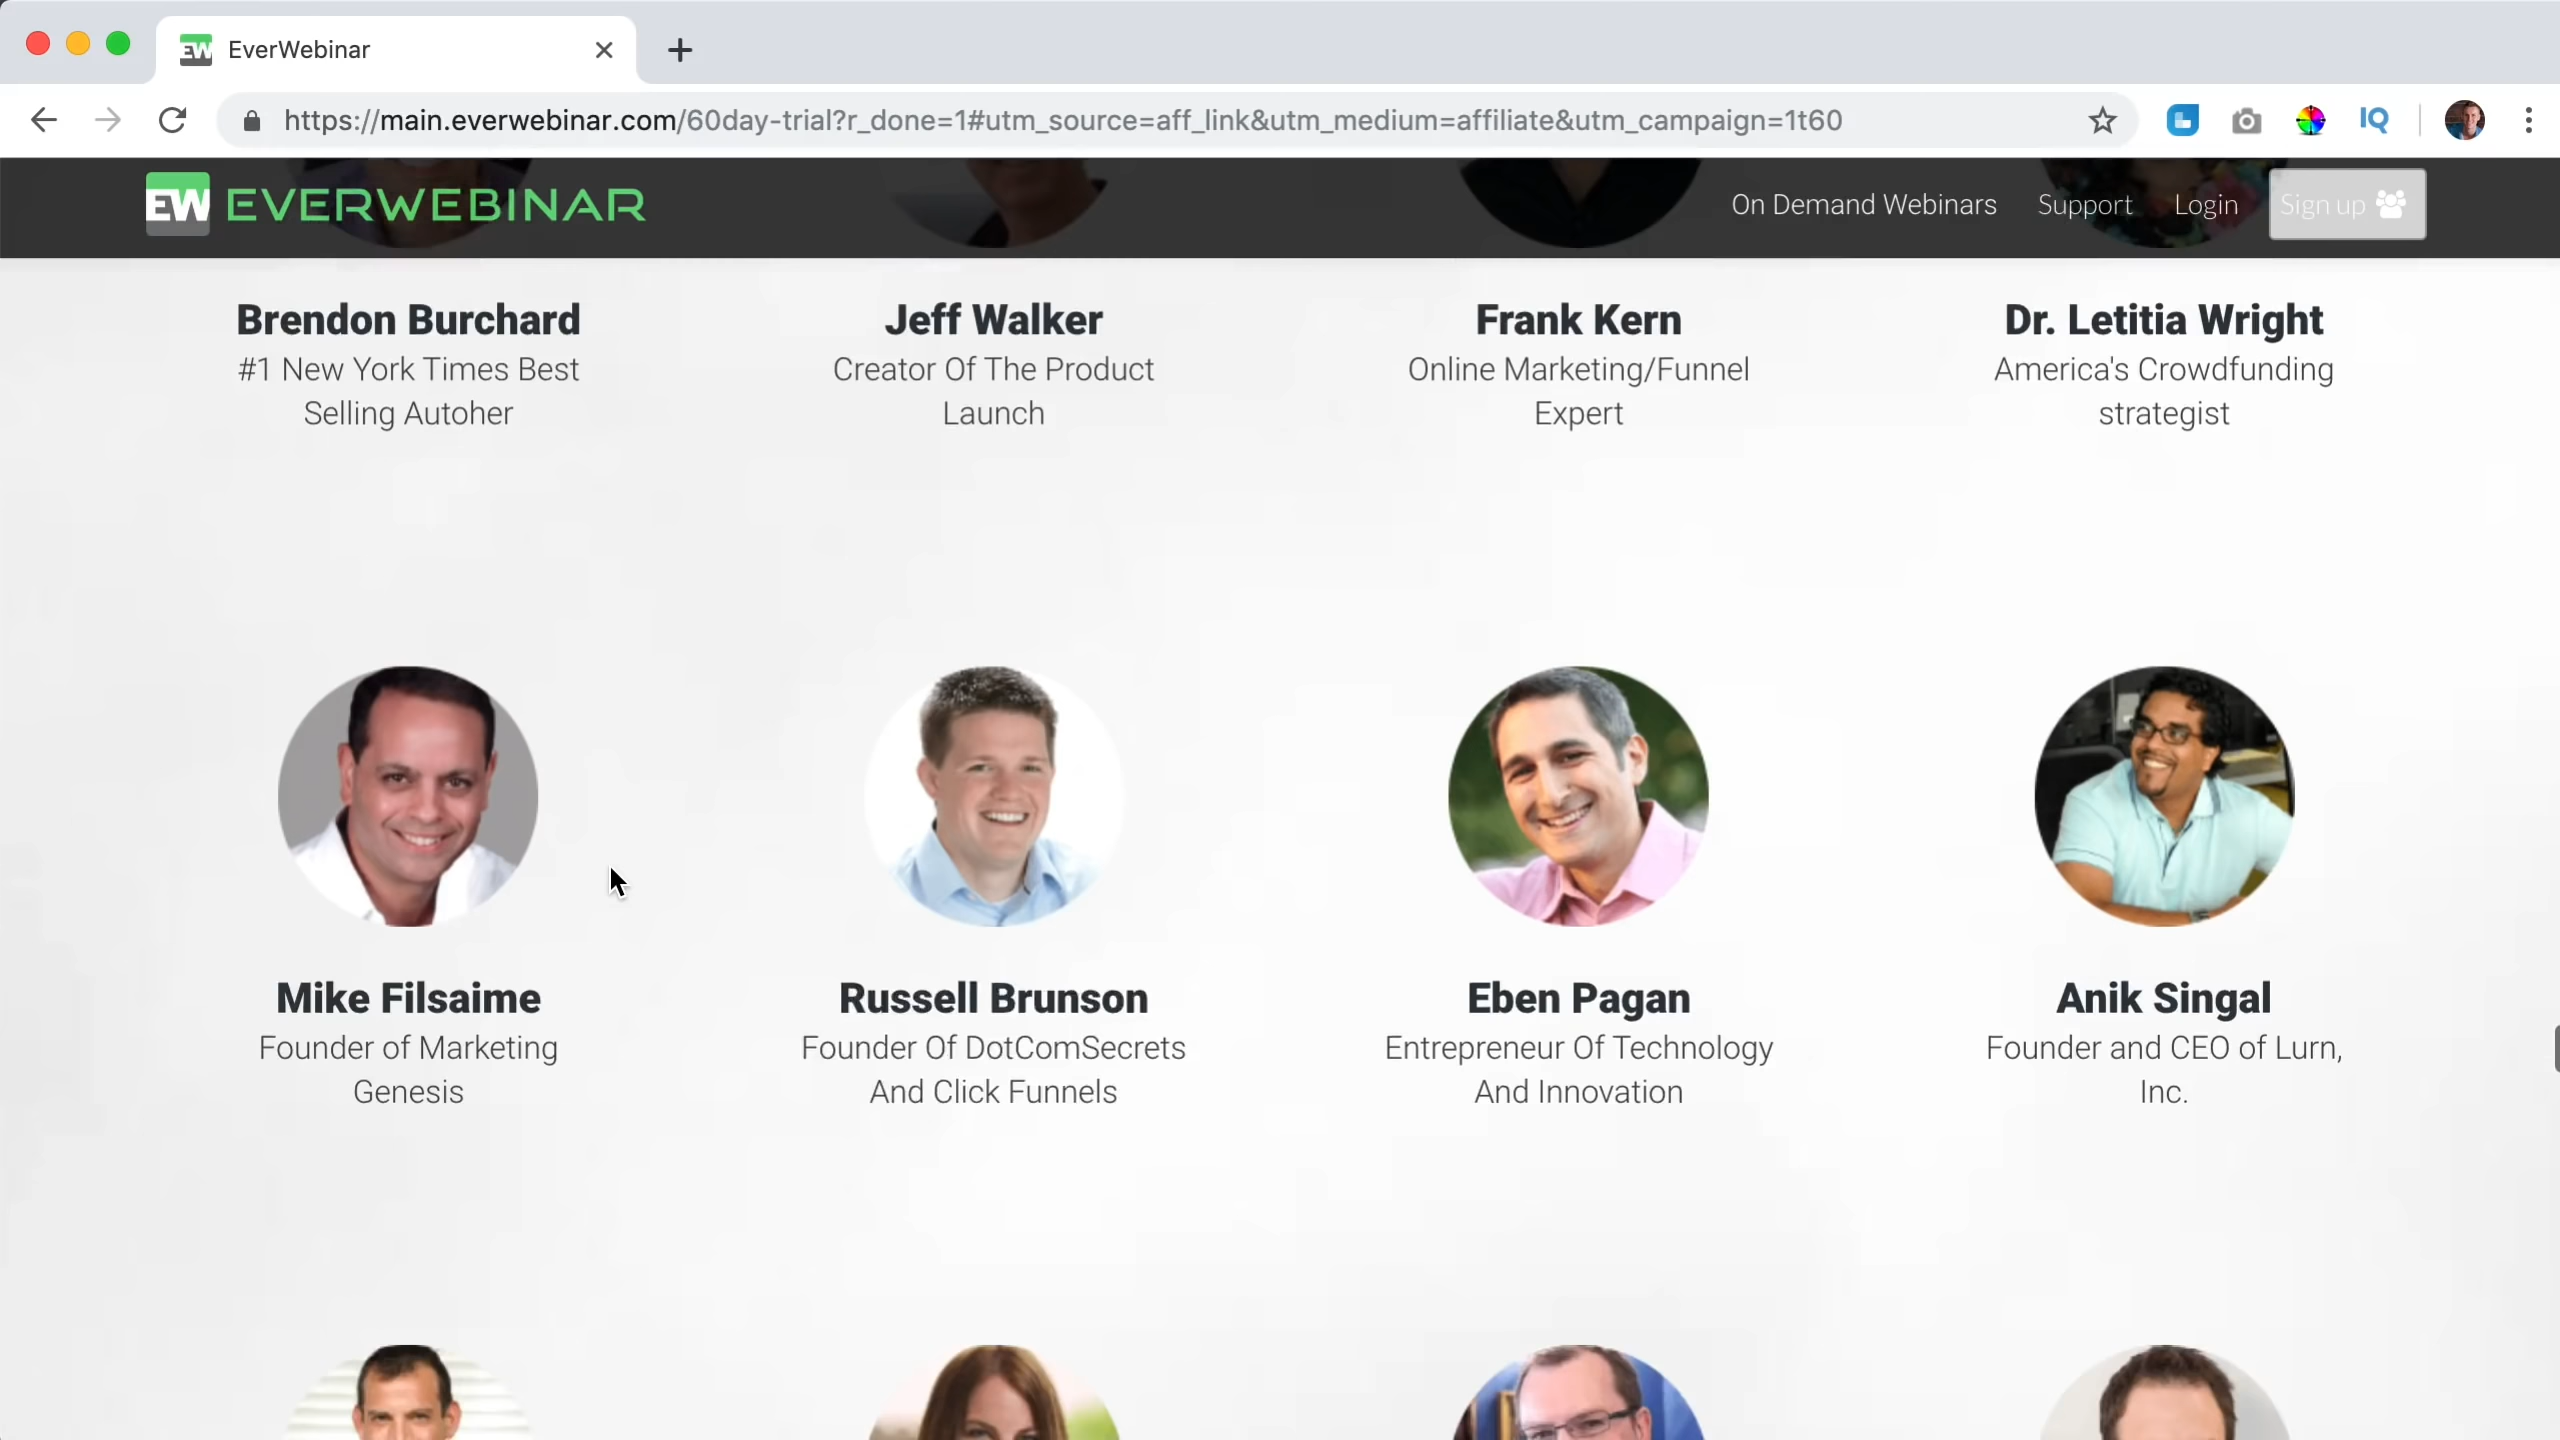 EverWebinar
https://main.everwebinar.com/60day-trial?r_done=1#utm_source=aff_link&utm_medium=affiliate&utm_campaign=1t60
IQ
EW EVERWEBINAR
On Demand Webinars Support Login Sign up
Brendon Burchard Jeff Walker Frank Kern Dr. Letitia Wright
#1 New York Times Best Creator Of The Product Online Marketing/Funnel America's Crowdfunding
Selling Autoher Launch Expert strategist
Mike Filsaime Russell Brunson Eben Pagan Anik Singal
Founder of Marketing Founder Of DotComSecrets Entrepreneur Of Technology Founder and CEO of Lurn,
Genesis And Click Funnels And Innovation Inc.